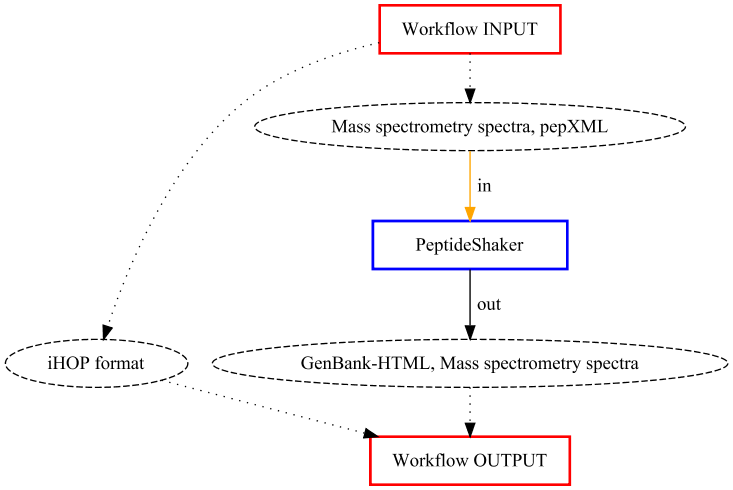 Workflow INPUT
Mass spectrometry spectra, pepXML
in
PeptideShaker
out
iHOP format
GenBank-HTML, Mass spectrometry spectra
Workflow OUTPUT